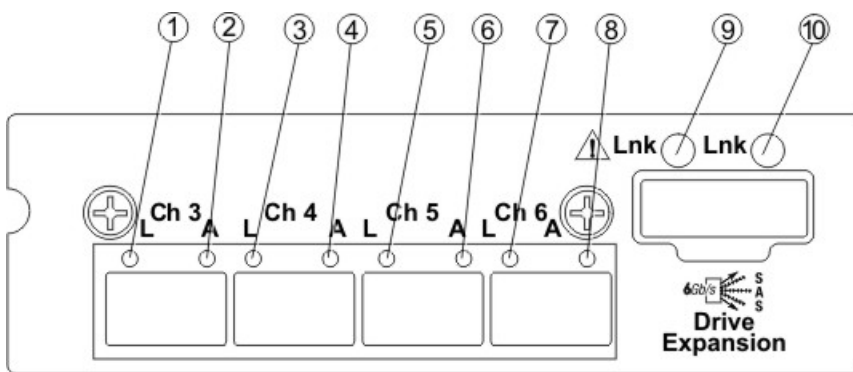 ① ② ③ ④ ⑤ ⑥ ⑦ ⑧ ⑨ ⑩
Lnk Lnk
Ch 3 Ch 4 Ch 5 Ch 6
L A L A L A L A
6Gb/s
S
A
S
Drive
Expansion